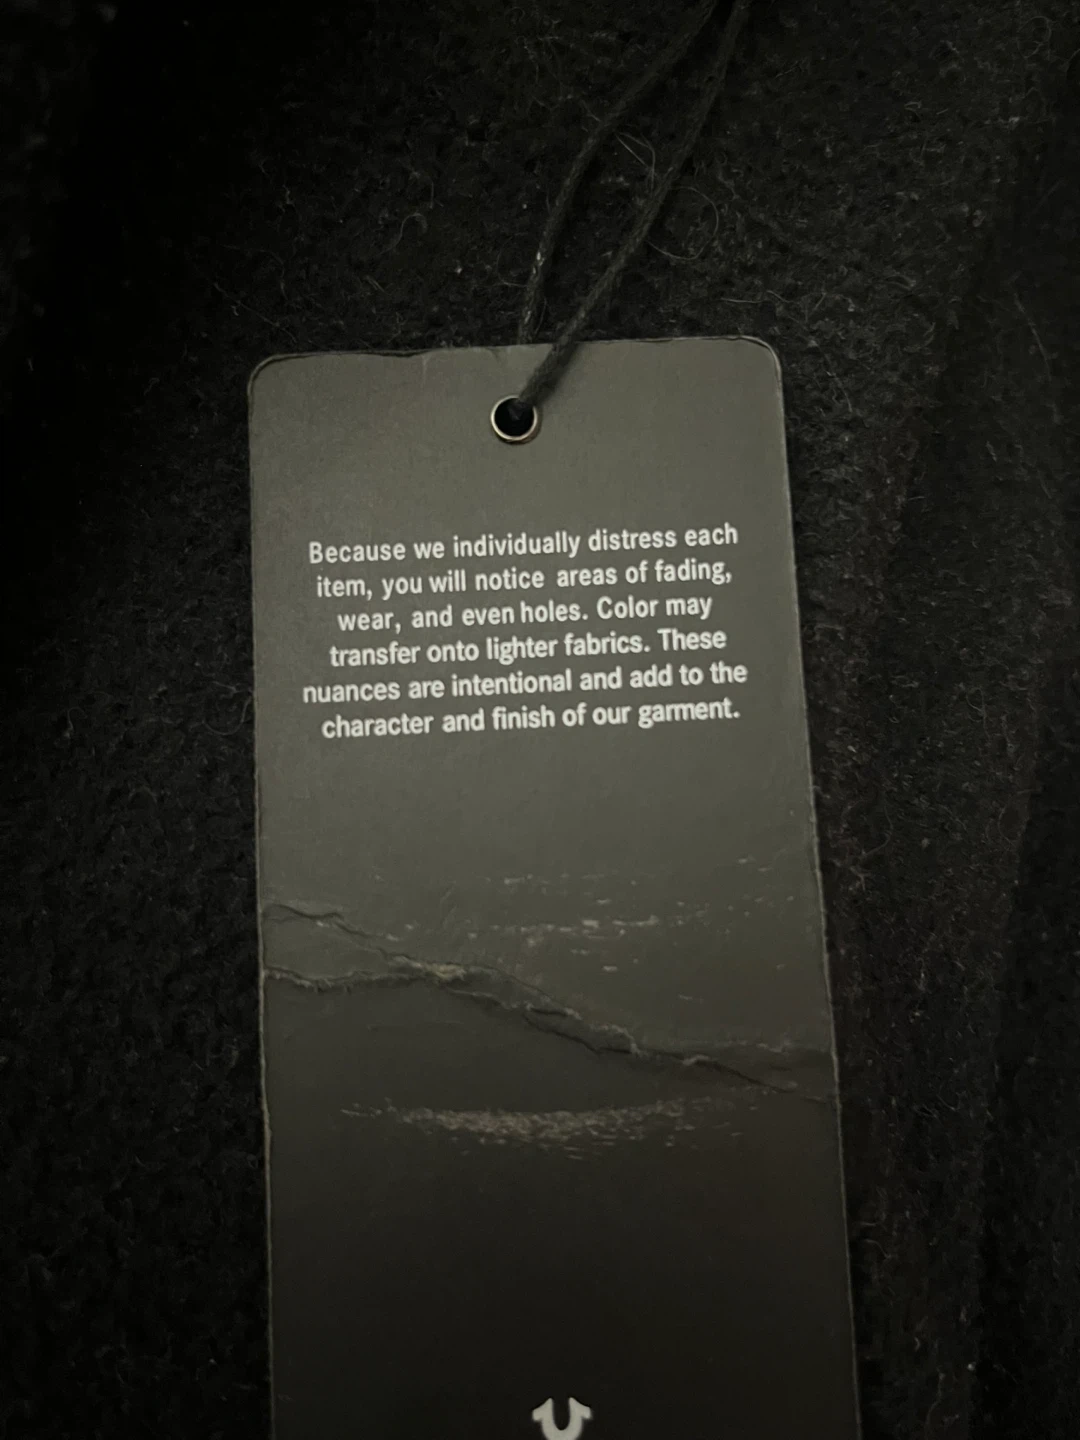 Because we individually distress each
item, you will notice areas of fading,
wear, and even holes. Color may
transfer onto lighter fabrics. These
nuances are intentional and add to the
character and finish of our garment.